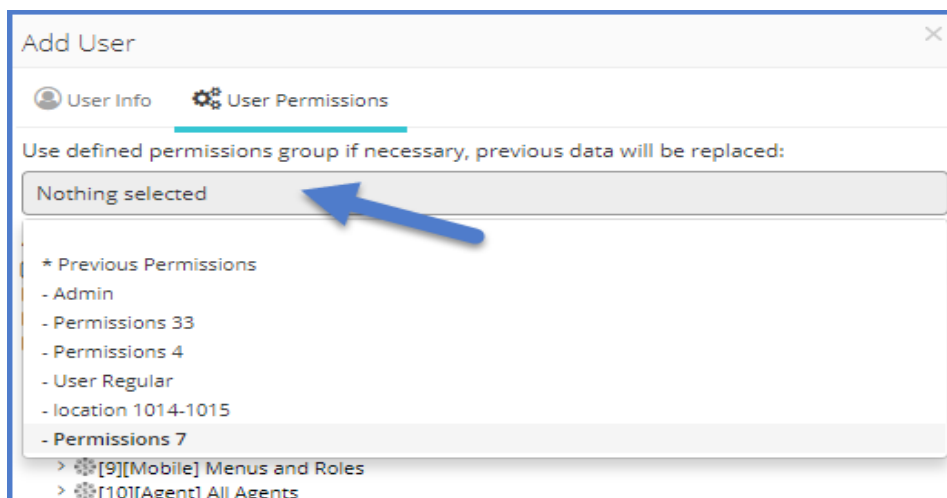 Add User
User Info User Permissions
Use defined permissions group if necessary, previous data will be replaced:
Nothing selected
* Previous Permissions
- Admin
- Permissions 33
- Permissions 4
- User Regular
- location 1014-1015
- Permissions 7
> [9][Mobile] Menus and Roles
> [10][Agent] All Agents